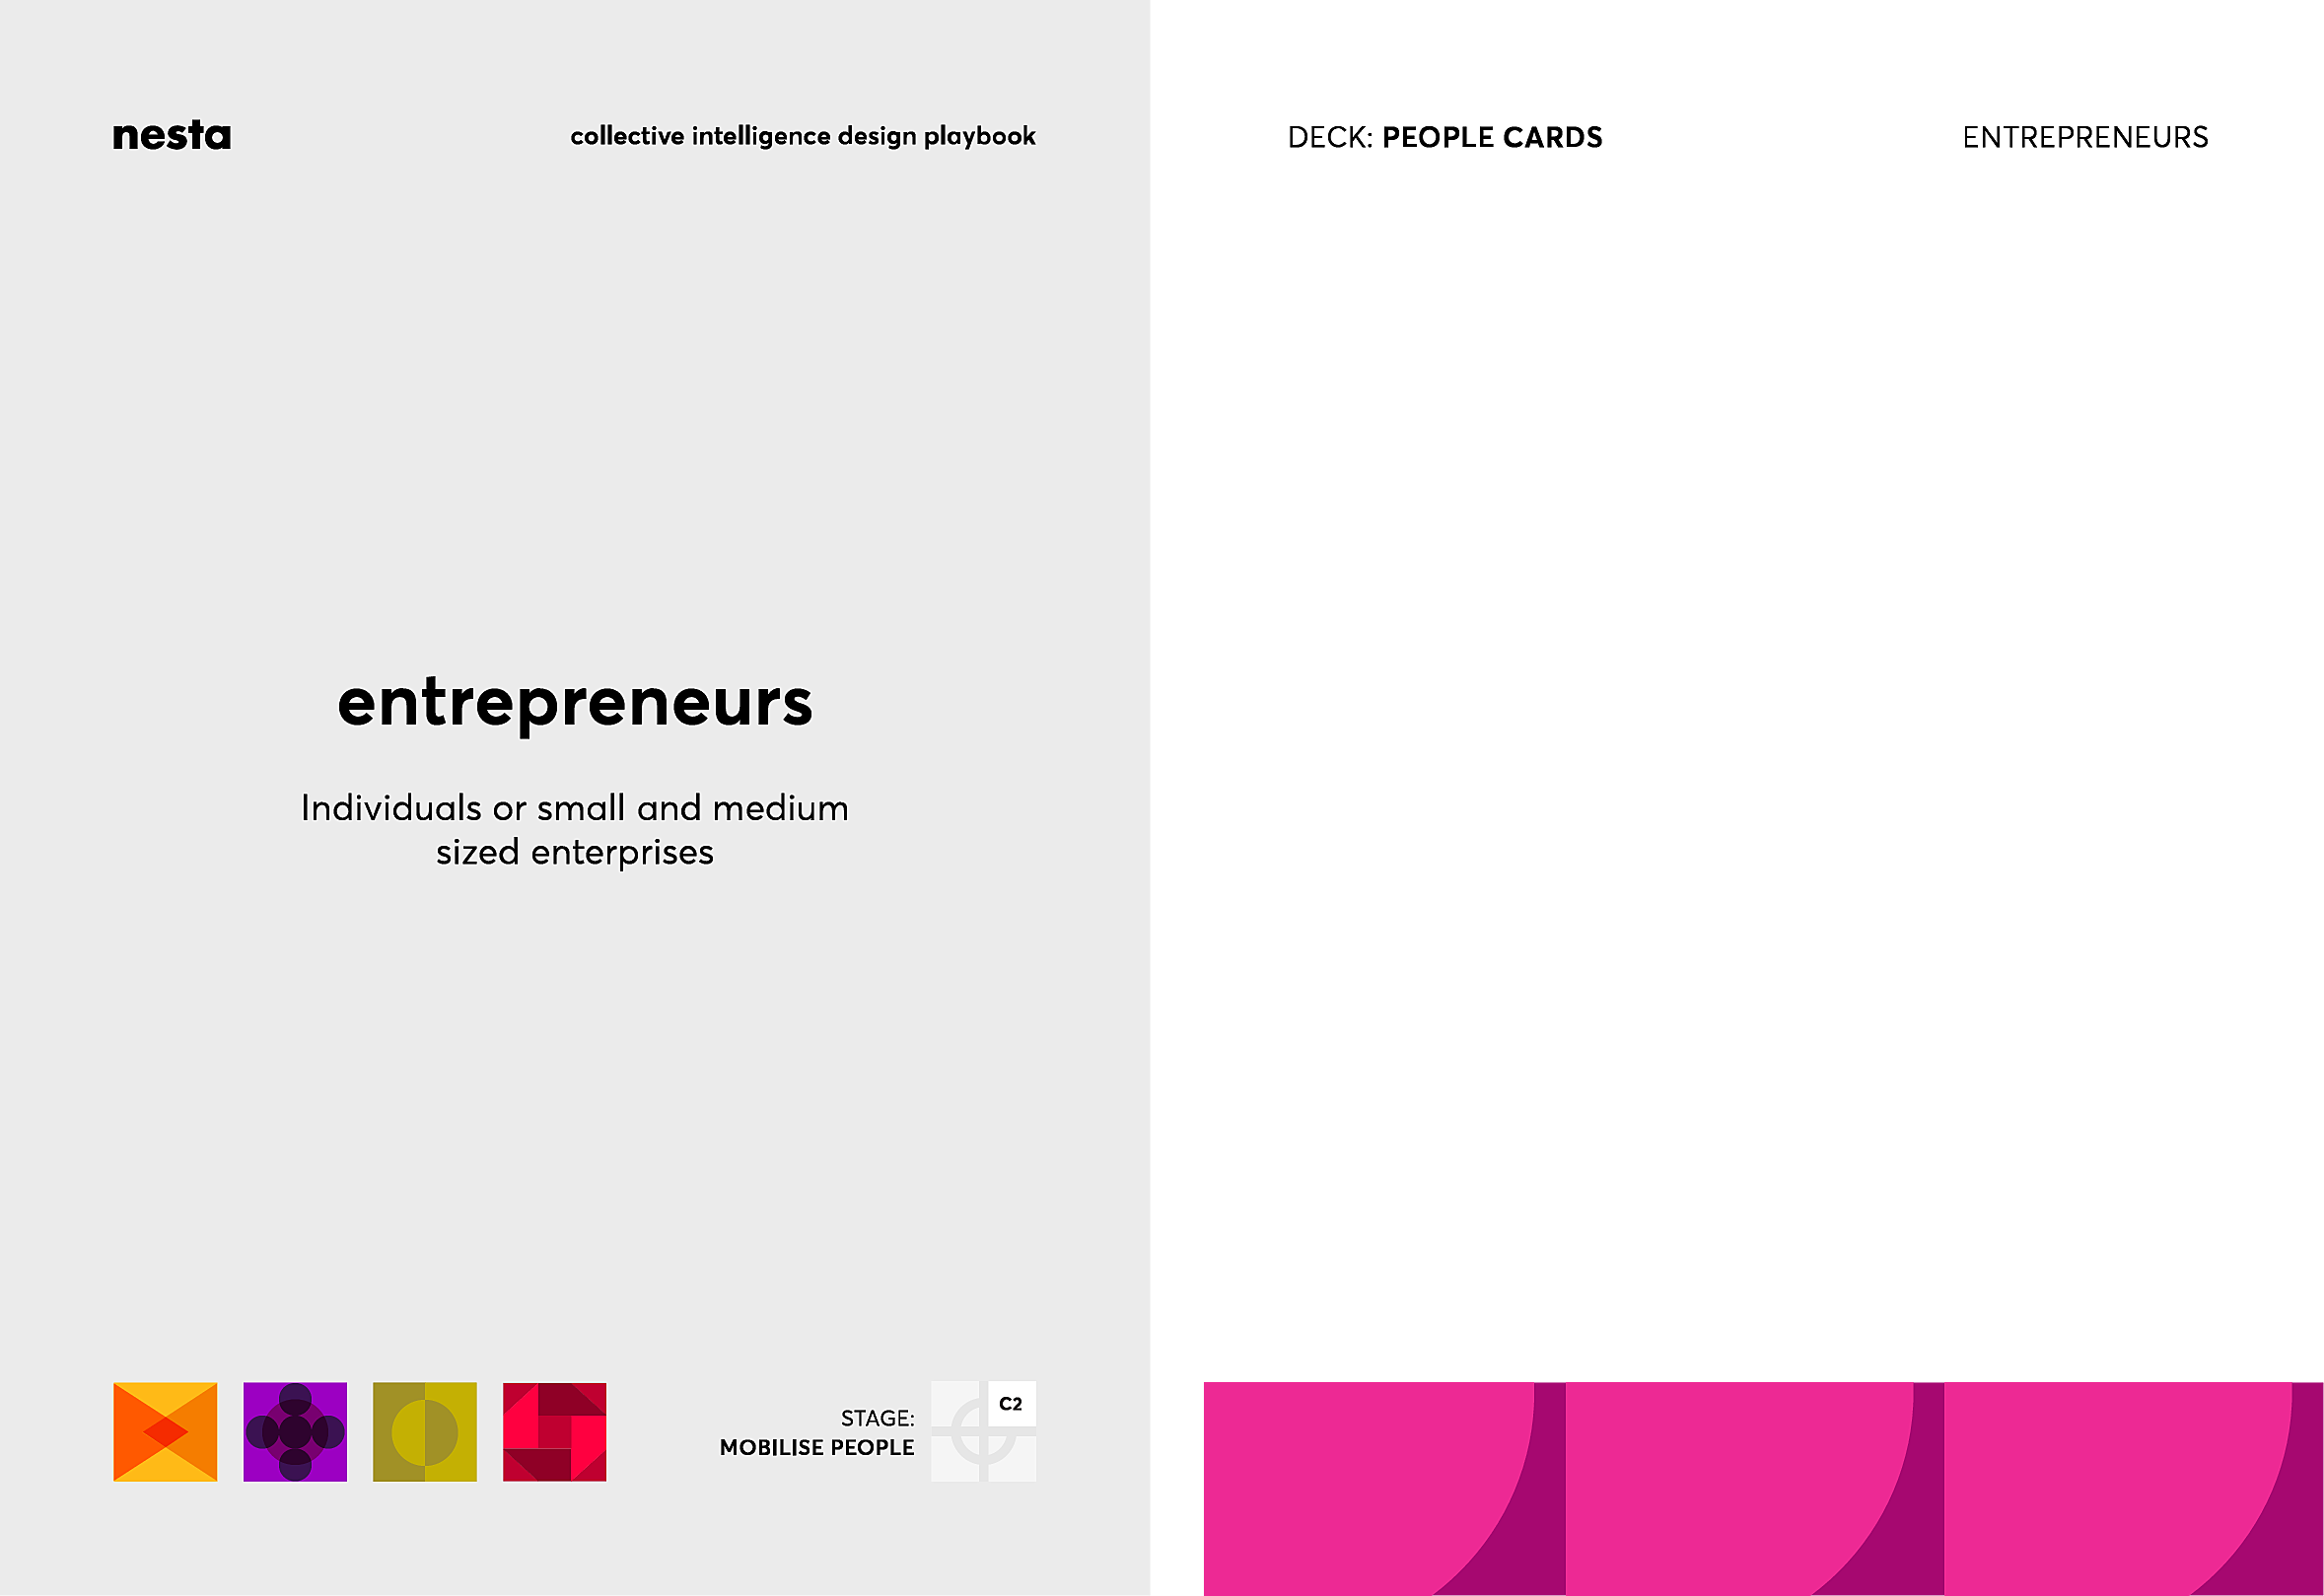 nesta
collective intelligence design playbook
entrepreneurs
Individuals or small and medium
sized enterprises
STAGE:
MOBILISE PEOPLE
C2
DECK: PEOPLE CARDS
ENTREPRENEURS